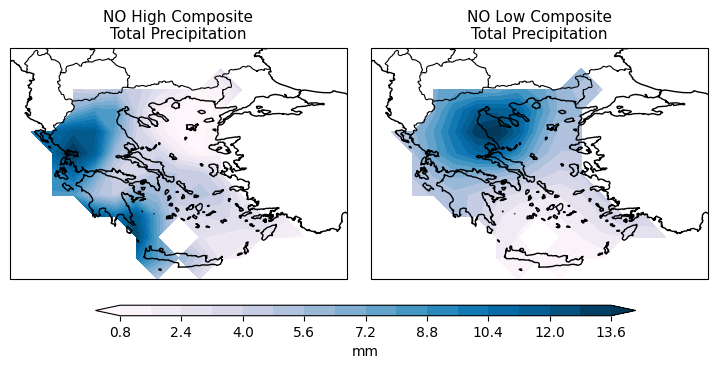 NO High Composite
Total Precipitation
NO Low Composite
Total Precipitation
0.8 2.4 4.0 5.6 7.2 8.8 10.4 12.0 13.6
mm